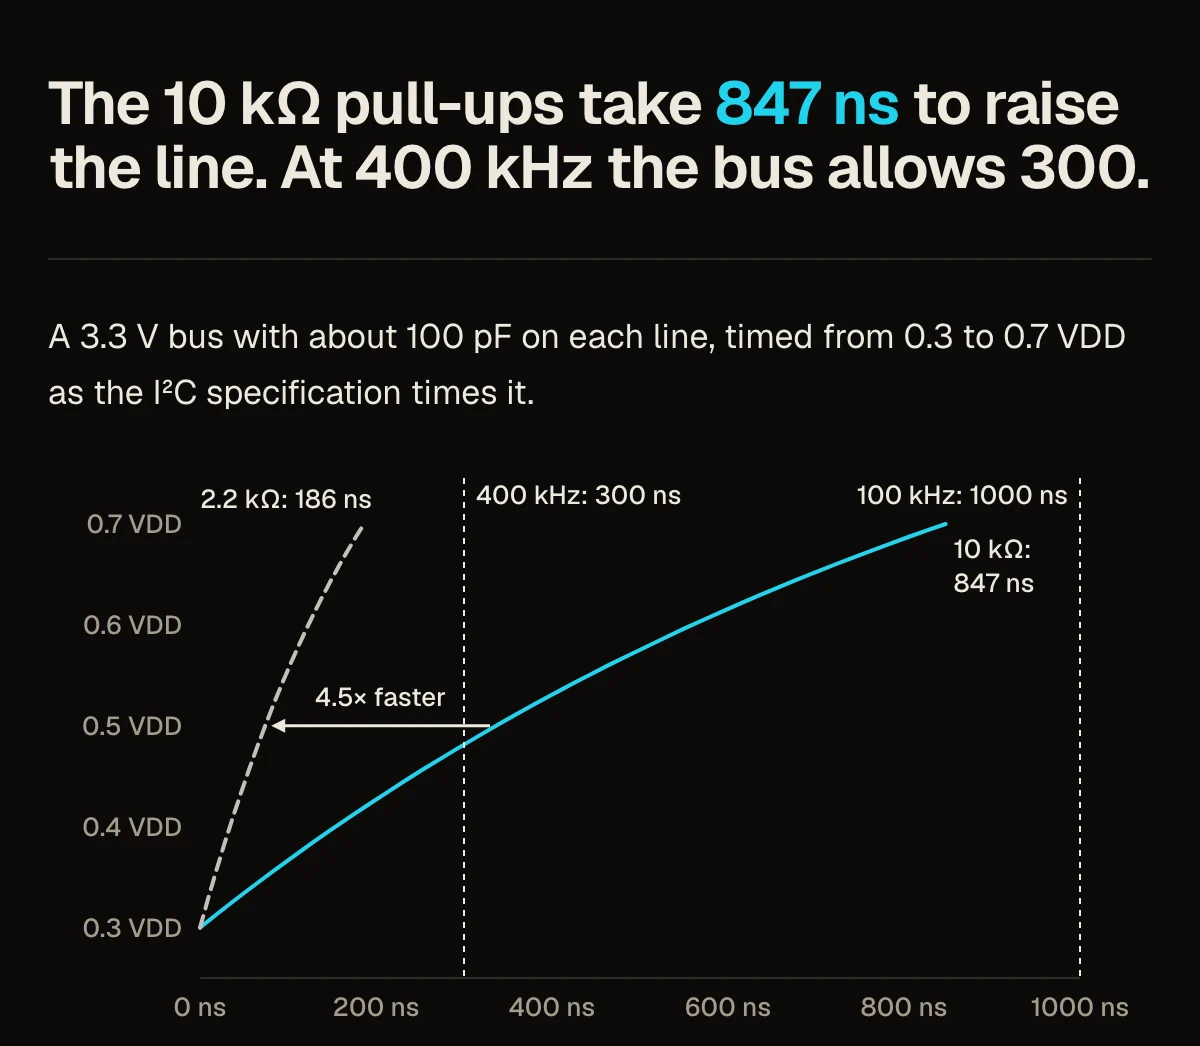 The 10 kΩ pull-ups take 847 ns to raise
the line. At 400 kHz the bus allows 300.
A 3.3 V bus with about 100 pF on each line, timed from 0.3 to 0.7 VDD
as the I²C specification times it.
2.2 kΩ: 186 ns
400 kHz: 300 ns
100 kHz: 1000 ns
0.7 VDD
10 kΩ:
847 ns
0.6 VDD
4.5× faster
0.5 VDD
0.4 VDD
0.3 VDD
0 ns
200 ns
400 ns
600 ns
800 ns
1000 ns